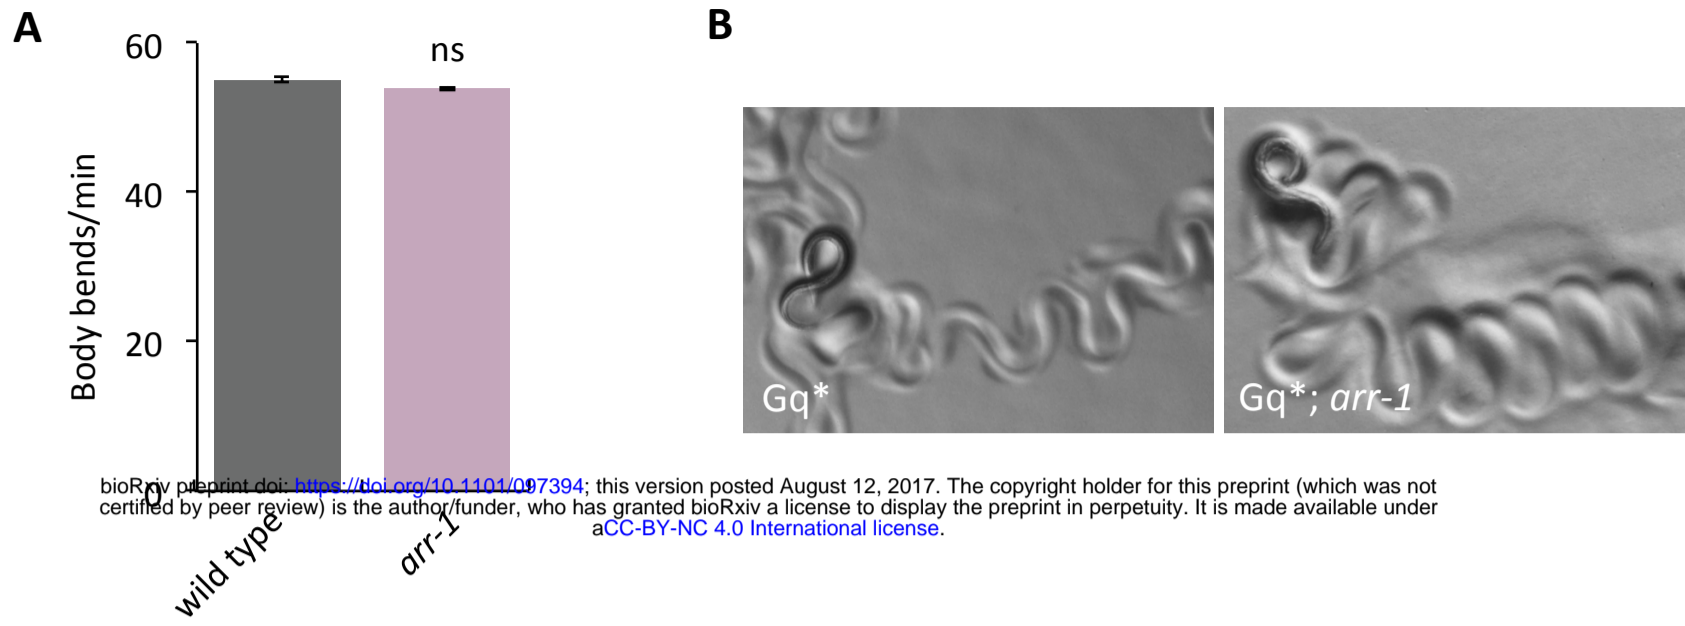 A
B
60
ns
40
20
0
Body bends/min
Gq*
Gq*; arr-1
bioRxiv preprint doi: https://doi.org/10.1101/097394; this version posted August 12, 2017. The copyright holder for this preprint (which was not
certified by peer review) is the author/funder, who has granted bioRxiv a license to display the preprint in perpetuity. It is made available under
aCC-BY-NC 4.0 International license.
wild type
arr-1